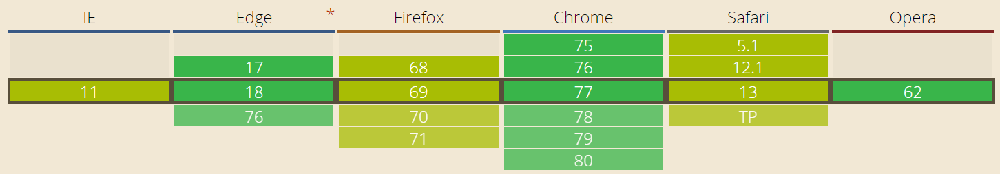 IE Edge * Firefox Chrome Safari Opera
75 5.1
17 68 76 12.1
11 18 69 77 13 62
76 70 78 TP
71 79
80